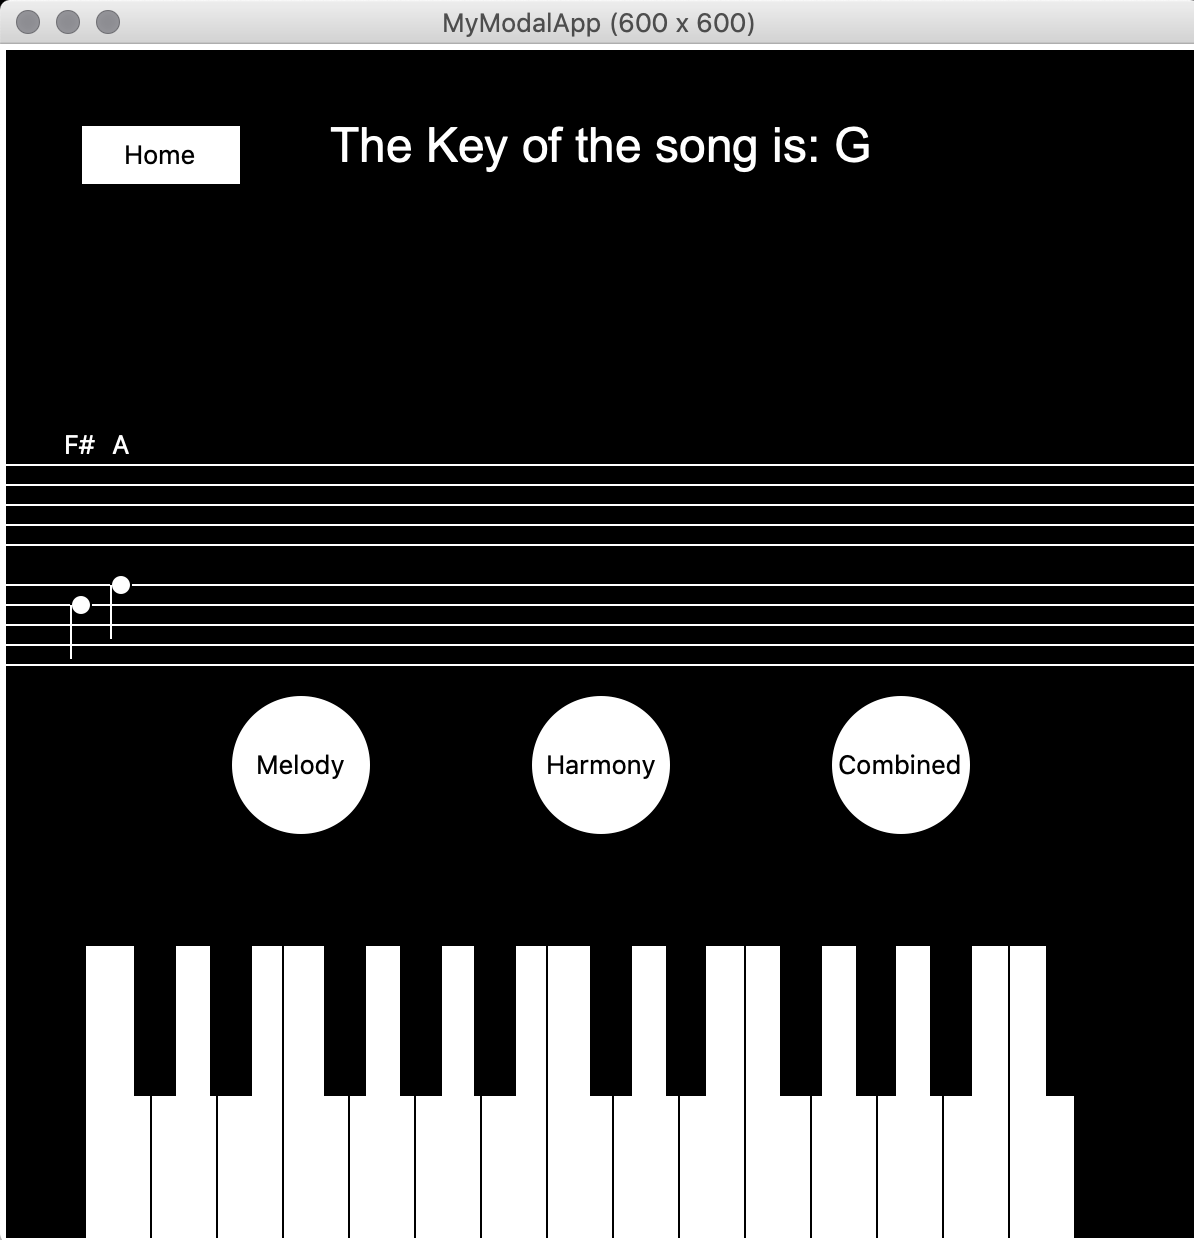 MyModalApp (600 x 600)
Home
The Key of the song is: G
F# A
Melody
Harmony
Combined